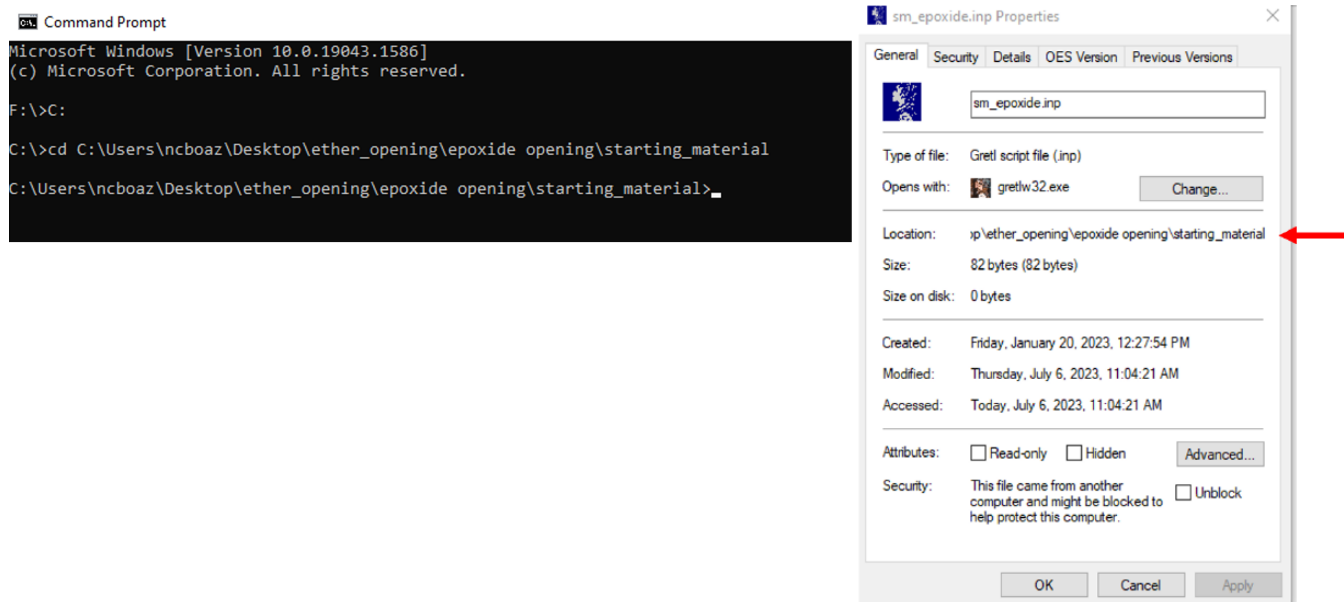 Command Prompt
Microsoft Windows [Version 10.0.19043.1586]
(c) Microsoft Corporation. All rights reserved.
F:\>C:
C:\>cd C:\Users\ncboaz\Desktop\ether_opening\epoxide opening\starting_material
C:\Users\ncboaz\Desktop\ether_opening\epoxide opening\starting_material>
sm_epoxide.inp Properties
General Security Details OES Version Previous Versions
sm_epoxide.inp
Type of file: Gretl script file (.inp)
Opens with: gretlw32.exe Change...
Location: op\ether_opening\epoxide opening\starting_material
Size: 82 bytes (82 bytes)
Size on disk: 0 bytes
Created: Friday, January 20, 2023, 12:27:54 PM
Modified: Thursday, July 6, 2023, 11:04:21 AM
Accessed: Today, July 6, 2023, 11:04:21 AM
Attributes: Read-only Hidden Advanced...
Security: This file came from another
computer and might be blocked to
help protect this computer.
Unblock
OK Cancel Apply